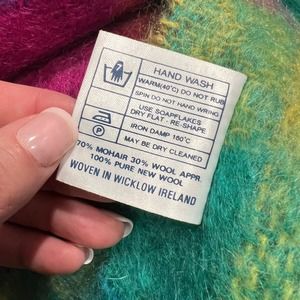 HAND WASH
WARM(40°C) DO NOT RUB
SPIN DO NOT HAND WRING
USE SOAPFLAKES
DRY FLAT - RE-SHAPE
IRON DAMP 160°C
P
MAY BE DRY CLEANED
70% MOHAIR 30% WOOL APPR.
100% PURE NEW WOOL
WOVEN IN WICKLOW IRELAND